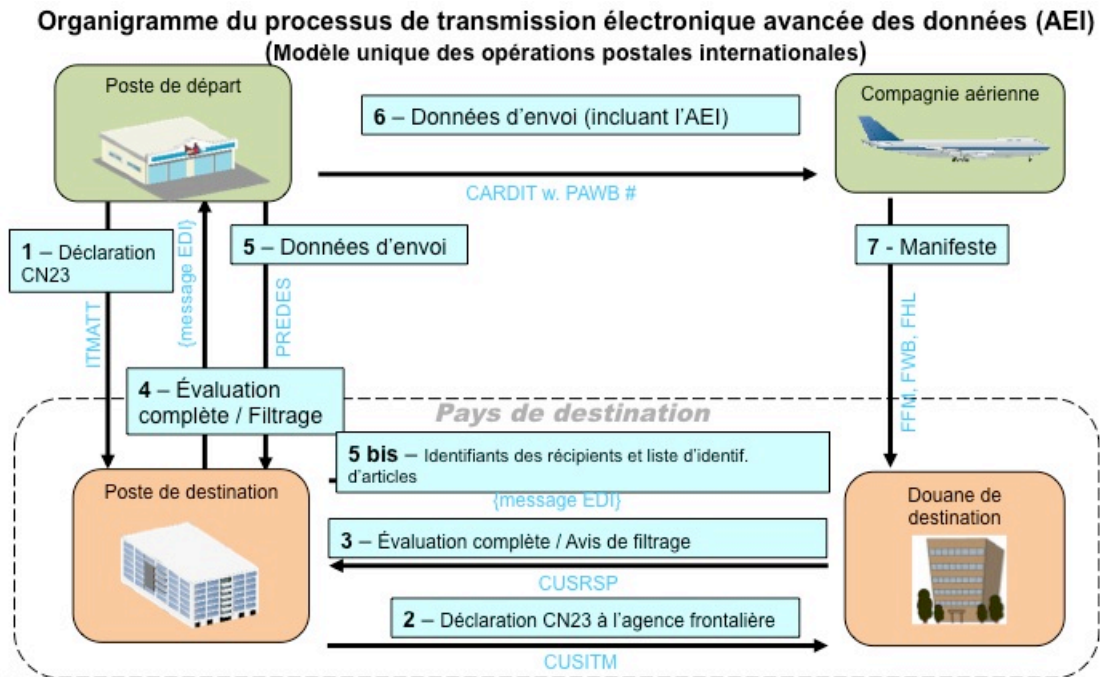 Organigramme du processus de transmission électronique avancée des données (AEI)
(Modèle unique des opérations postales internationales)
Poste de départ
6 – Données d'envoi (incluant l'AEI)
CARDIT w. PAWB #
Compagnie aérienne
1 – Déclaration
CN23
ITMATT
{message EDI}
5 – Données d'envoi
PREDES
7 - Manifeste
FFM, FWB, FHL
4 – Évaluation
complète / Filtrage
Pays de destination
5 bis – Identifiants des récipients et liste d'identif.
d'articles
{message EDI}
Poste de destination
Douane de
destination
3 – Évaluation complète / Avis de filtrage
CUSRSP
2 – Déclaration CN23 à l'agence frontalière
CUSITM